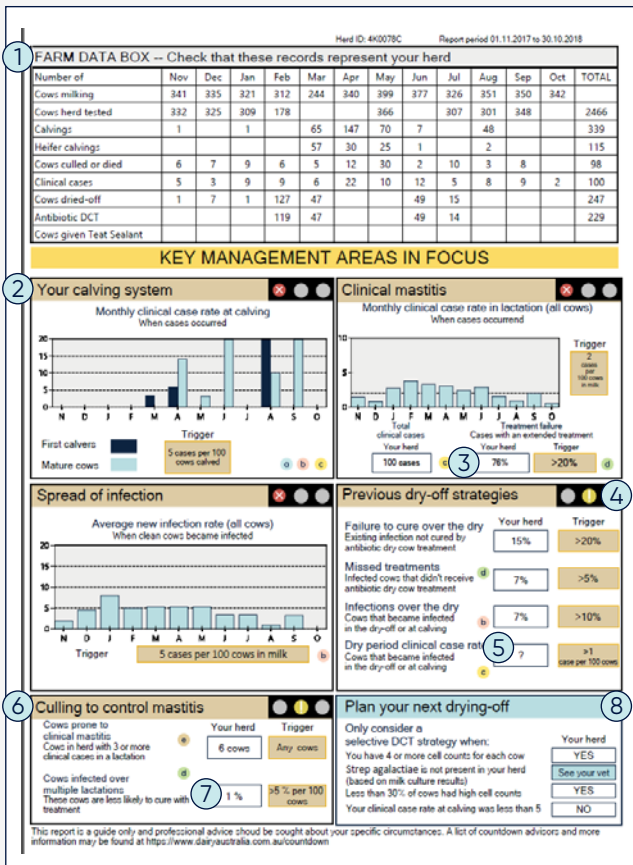 Herd ID: 4K0078C Report period 01.11.2017 to 30.10.2018
1 FARM DATA BOX -- Check that these records represent your herd
Number of Nov Dec Jan Feb Mar Apr May Jun Jul Aug Sep Oct TOTAL
Cows milking 341 335 321 312 244 340 399 377 326 351 350 342
Cows herd tested 332 325 309 178 366 307 301 348 2466
Calvings 1 1 65 147 70 7 48 339
Heifer calvings 57 30 25 1 2 115
Cows culled or died 6 7 9 6 5 12 30 2 10 3 8 98
Clinical cases 5 3 9 9 6 22 10 12 5 8 9 2 100
Cows dried-off 1 7 1 127 47 49 15 247
Antibiotic DCT 119 47 49 14 229
Cows given Teat Sealant
KEY MANAGEMENT AREAS IN FOCUS
2 Your calving system
Monthly clinical case rate at calving
When cases occurred
20
15
10
5
0
N D J F M A M J J A S O
First calvers
Mature cows
Trigger
5 cases per 100
cows calved
a b c
Clinical mastitis
Monthly clinical case rate in lactation (all cows)
When cases occurrend
10
5
0
N D J F M A M J J A S O
Trigger
2
cases
per
100 cows
in milk
Total
clinical cases
Your herd
100 cases
c
3
Treatment failure
Cases with an extended treatment
Your herd Trigger
76% >20%
d
Spread of infection
Average new infection rate (all cows)
When clean cows became infected
20
15
10
5
0
N D J F M A M J J A S O
Trigger 5 cases per 100 cows in milk b
Previous dry-off strategies 4
Your herd Trigger
Failure to cure over the dry
Existing infection not cured by
antibiotic dry cow treatment
15% >20%
Missed treatments d
Infected cows that didn't receive
antibiotic dry cow treatment
7% >5%
Infections over the dry
Cows that became infected b
in the dry-off or at calving
7% >10%
Dry period clinical case rate 5
Cows that became infected
in the dry-off or at calving
c
? >1
case per 100 cows
6 Culling to control mastitis
Your herd Trigger
Cows prone to
clinical mastitis e
Cows in herd with 3 or more
clinical cases in a lactation
6 cows Any cows
d
Cows infected over
multiple lactations 7
These cows are less likely to cure with
treatment
1 % >5 % per 100
cows
Plan your next drying-off 8
Only consider a
selective DCT strategy when: Your herd
You have 4 or more cell counts for each cow YES
Strep agalactiae is not present in your herd See your vet
(based on milk culture results)
Less than 30% of cows had high cell counts YES
Your clinical case rate at calving was less than 5 NO
This report is a guide only and professional advice shoud be sought about your specific circumstances. A list of countdown advisors and more
information may be found at https://www.dairyaustralia.com.au/countdown